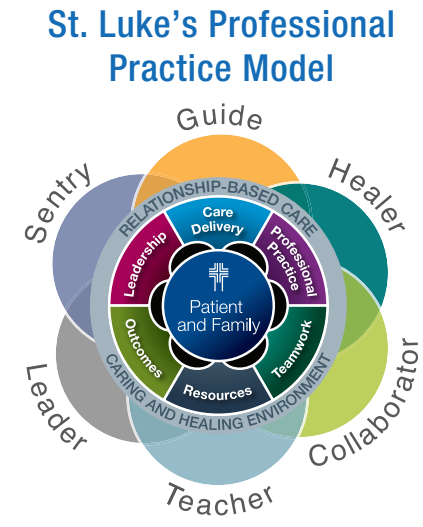 St. Luke’s Professional
Practice Model
Guide
Healer
Collaborator
Teacher
Leader
Sentry
RELATIONSHIP-BASED CARE
CARING AND HEALING ENVIRONMENT
Care
Delivery
Professional
Practice
Teamwork
Resources
Outcomes
Leadership
Patient
and Family